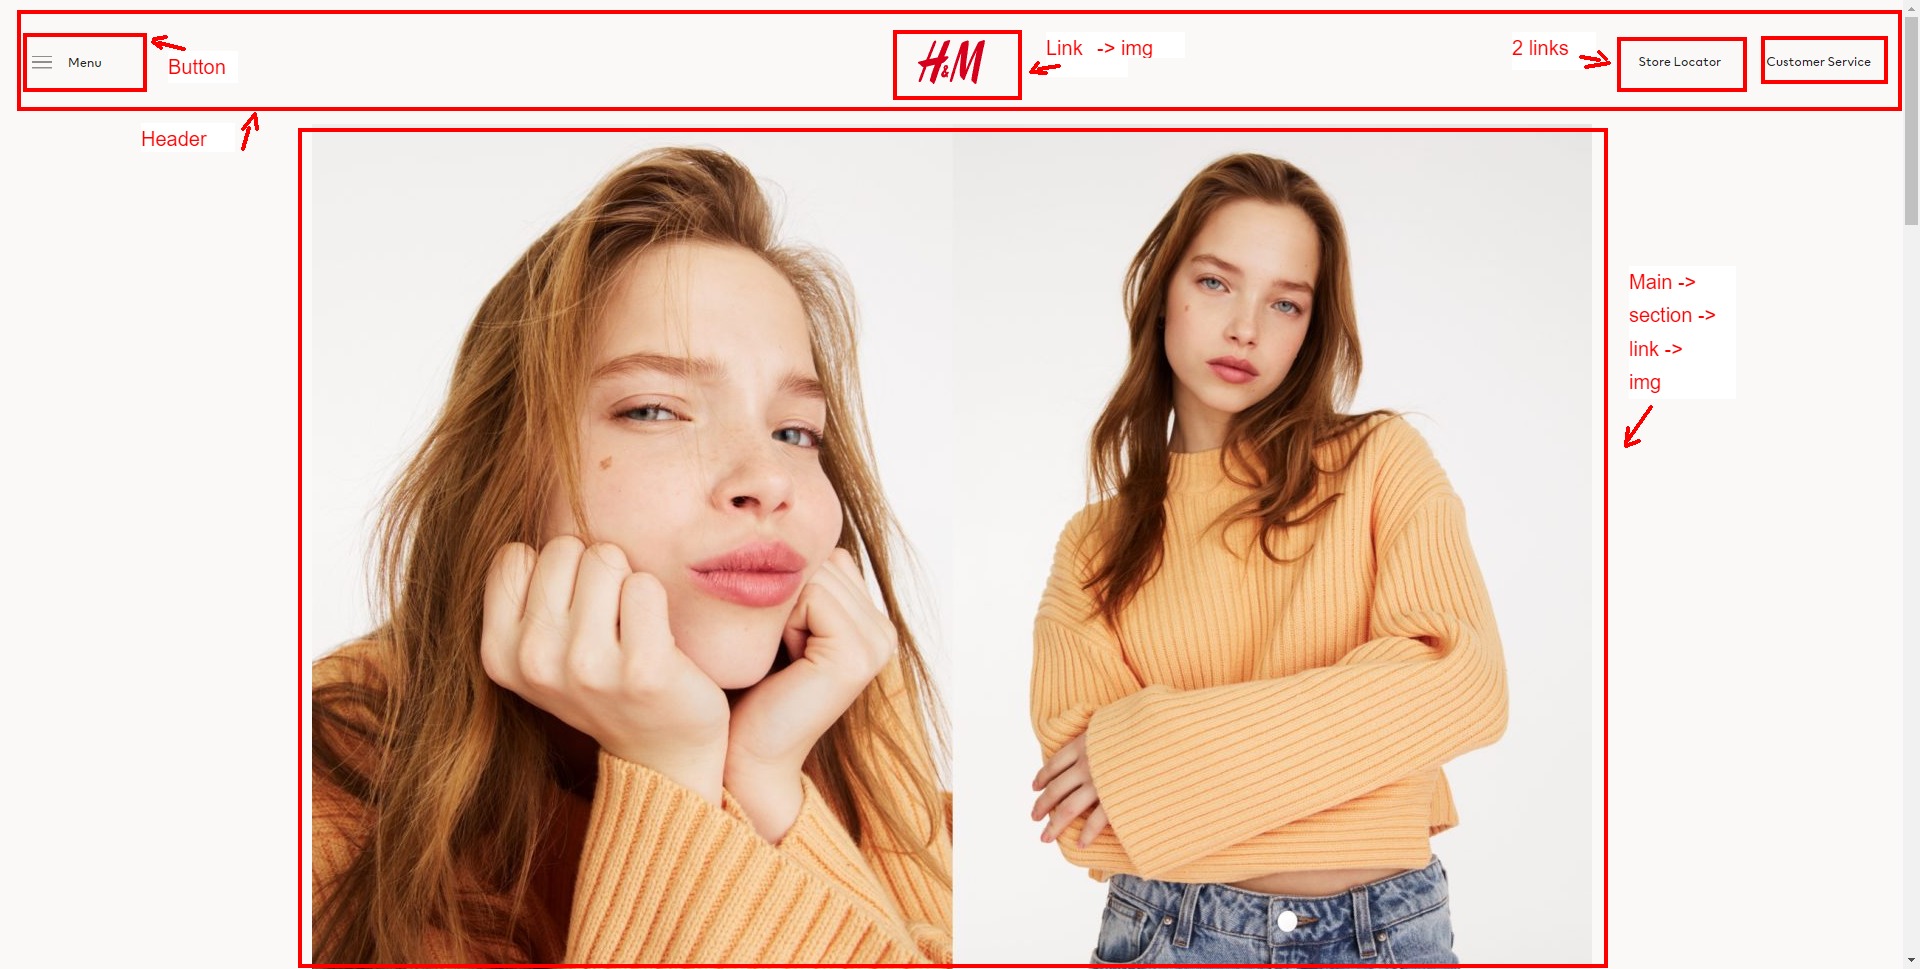 Menu
Button
H&M
Link -> img
2 links
Store Locator
Customer Service
Header
Main ->
section ->
link ->
img